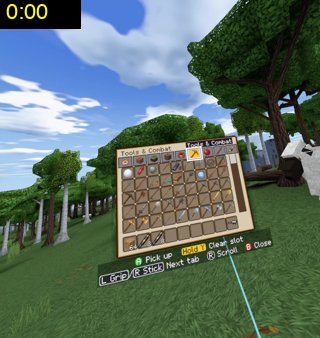 0:00
Tools & Combat
Tools & Combat
A Pick up Hold Y Clear slot
L Grip/R Stick Next tab R Scroll B Close